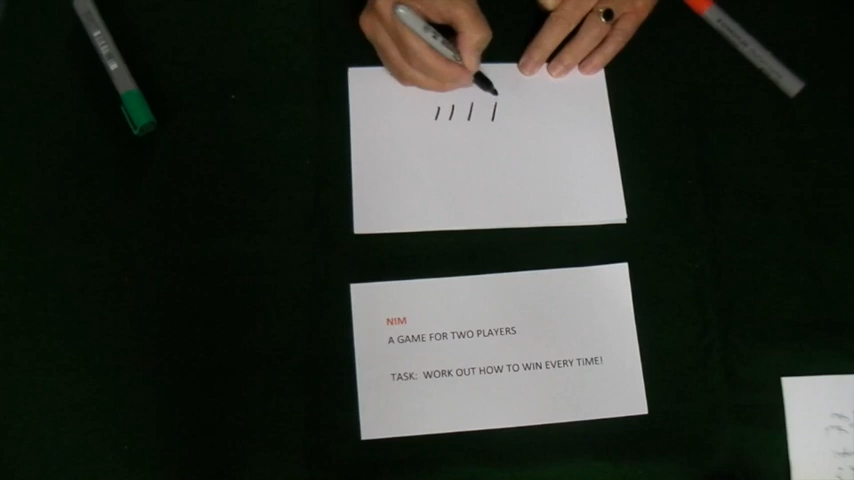 NIM
A GAME FOR TWO PLAYERS
TASK: WORK OUT HOW TO WIN EVERY TIME!